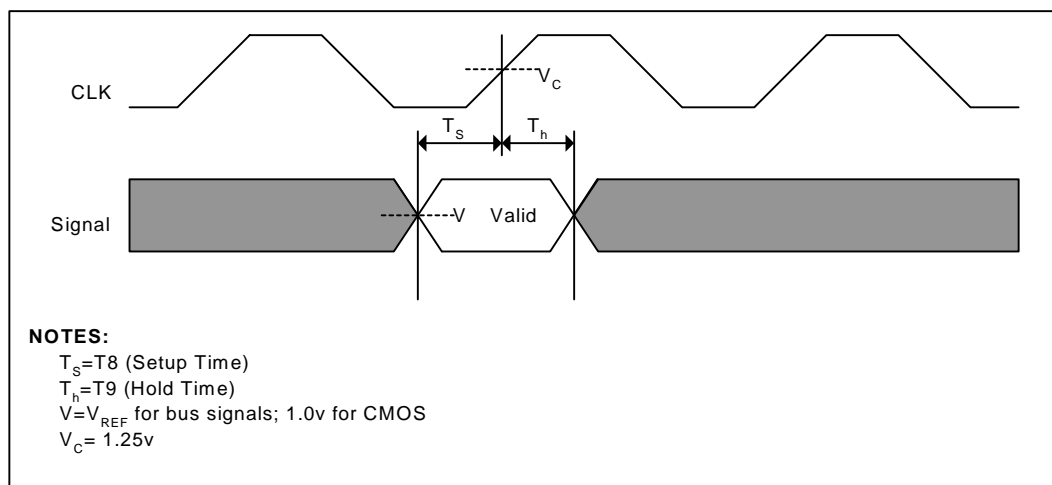 CLK
V_C
T_S T_h
Signal
V Valid
NOTES:
T_S=T8 (Setup Time)
T_h=T9 (Hold Time)
V=V_REF for bus signals; 1.0v for CMOS
V_C= 1.25v